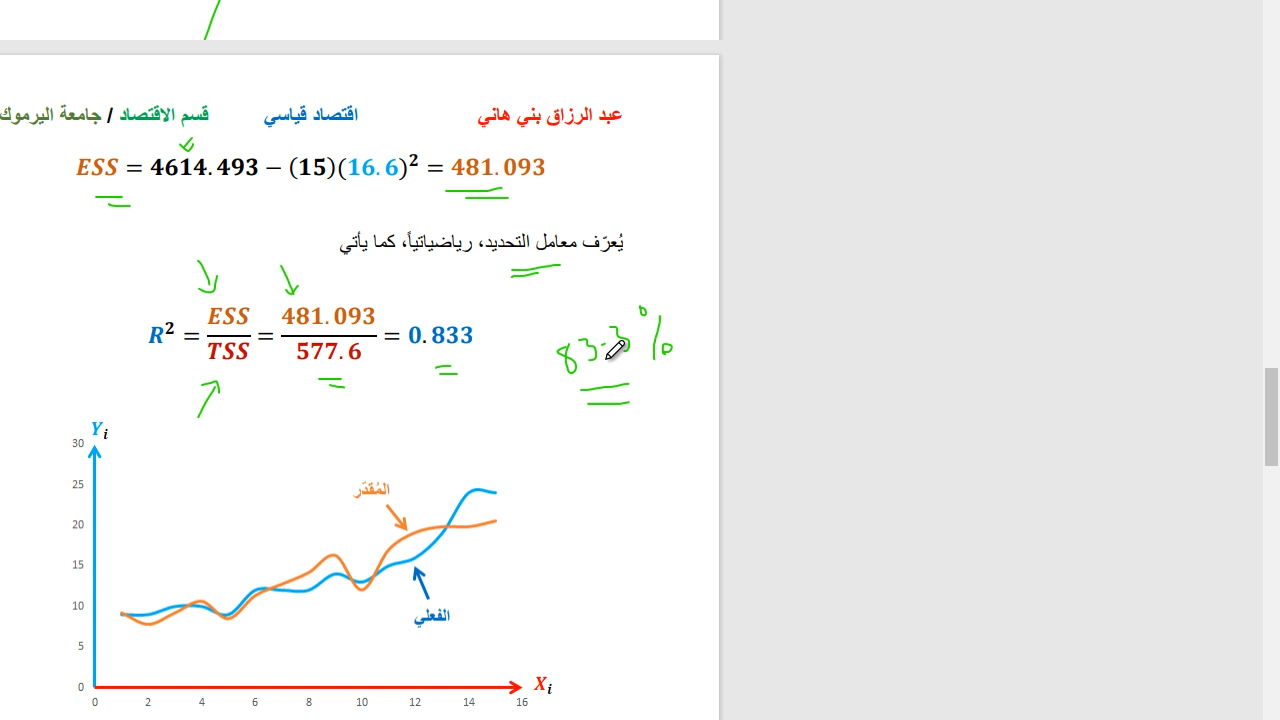 عبد الرزاق بني هاني اقتصاد قياسي قسم الاقتصاد / جامعة اليرموك
ESS = 4614.493 − (15)(16.6)² = 481.093
يُعرّف معامل التحديد، رياضياتياً، كما يأتي
R² = ESS/TSS = 481.093/577.6 = 0.833
83.3%
Yᵢ
30
25
20
15
10
5
0
المُقدّر
الفعلي
0 2 4 6 8 10 12 14 16
Xᵢ